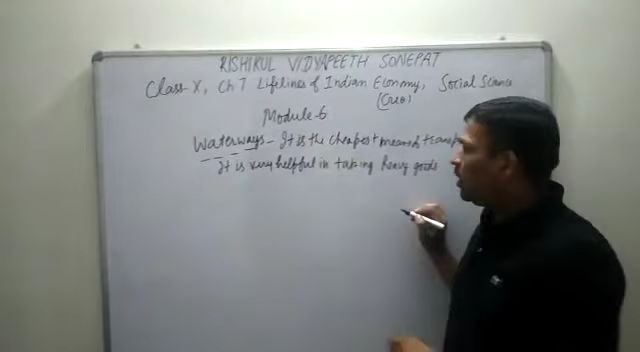 RISHIKUL VIDYAPEETH SONEPAT
Class-X, Ch 7 Lifelines of Indian Economy, Social Science
(Geo)
Module-6
Waterways - It is the cheapest means of transp
It is very helpful in taking heavy goods